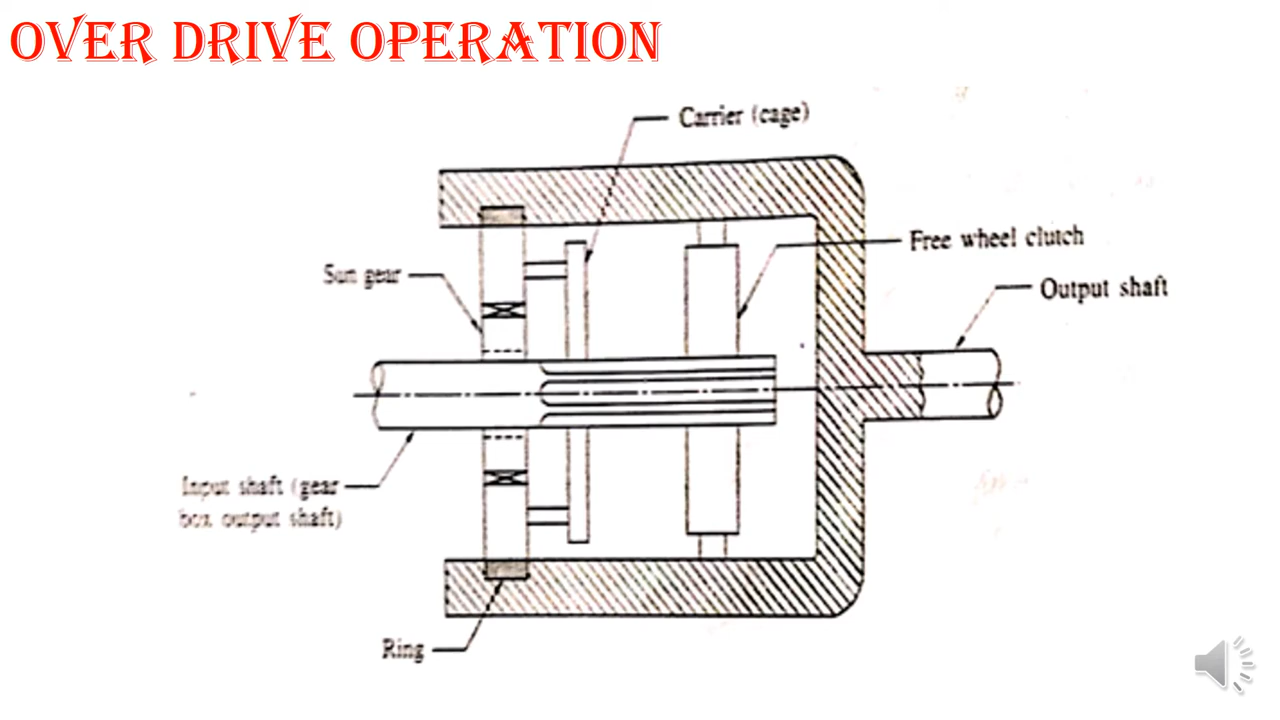 OVER DRIVE OPERATION
Carrier (cage)
Free wheel clutch
Sun gear
Output shaft
Input shaft (gear
box output shaft)
Ring